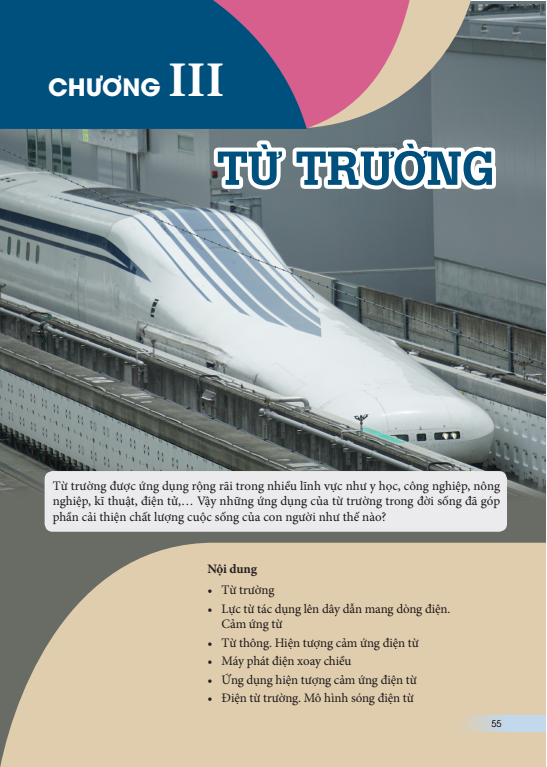 CHƯƠNG III
TỪ TRƯỜNG
Từ trường được ứng dụng rộng rãi trong nhiều lĩnh vực như y học, công nghiệp, nông
nghiệp, kĩ thuật, điện tử,… Vậy những ứng dụng của từ trường trong đời sống đã góp
phần cải thiện chất lượng cuộc sống của con người như thế nào?
Nội dung
• Từ trường
• Lực từ tác dụng lên dây dẫn mang dòng điện.
Cảm ứng từ
• Từ thông. Hiện tượng cảm ứng điện từ
• Máy phát điện xoay chiều
• Ứng dụng hiện tượng cảm ứng điện từ
• Điện từ trường. Mô hình sóng điện từ
55